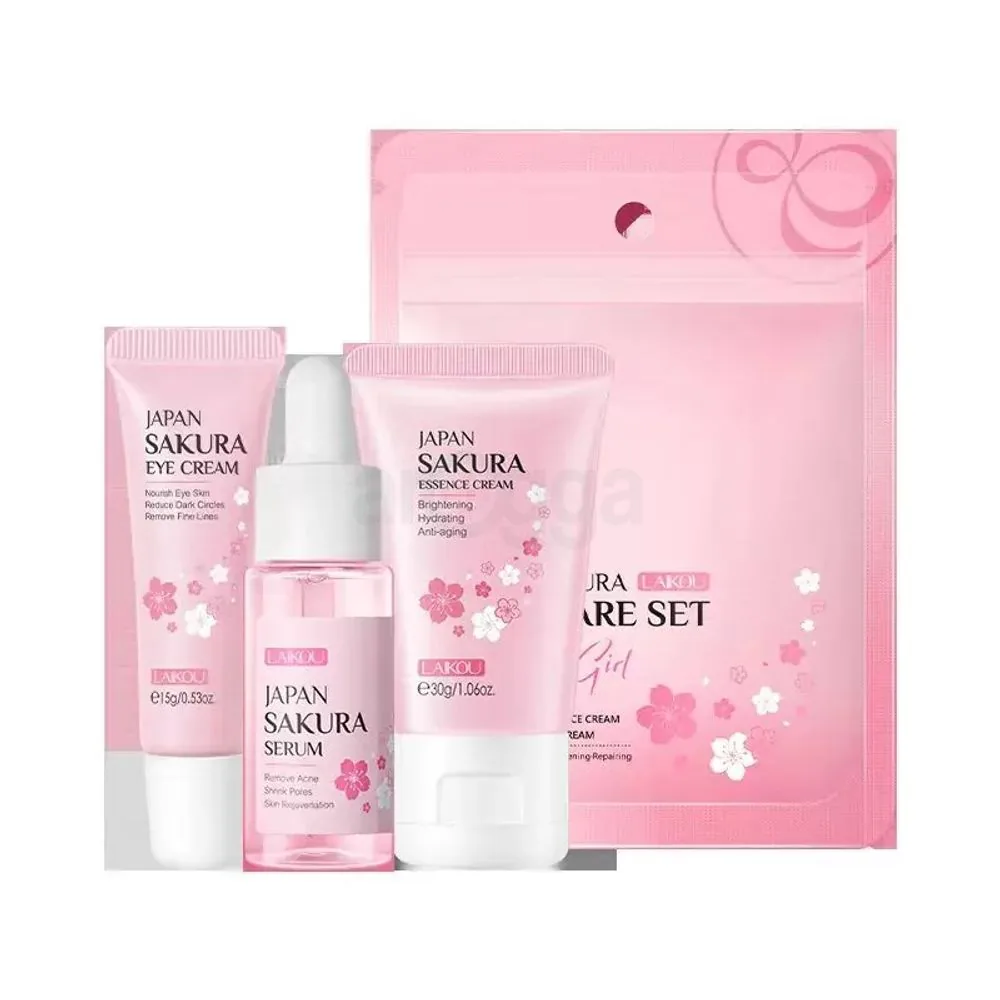 JAPAN
SAKURA
EYE CREAM
Nourish Eye Skin
Reduce Dark Circles
Remove Fine Lines
LAIKOU
e15g/0.53oz.
LAIKOU
JAPAN
SAKURA
SERUM
Remove Acne
Shrink Pores
Skin Rejuvenation
JAPAN
SAKURA
ESSENCE CREAM
Brightening
Hydrating
Anti-aging
LAIKOU
e30g/1.06oz.
URA LAIKOU
ARE SET
Girl
CE CREAM
REAM
ening-Repairing